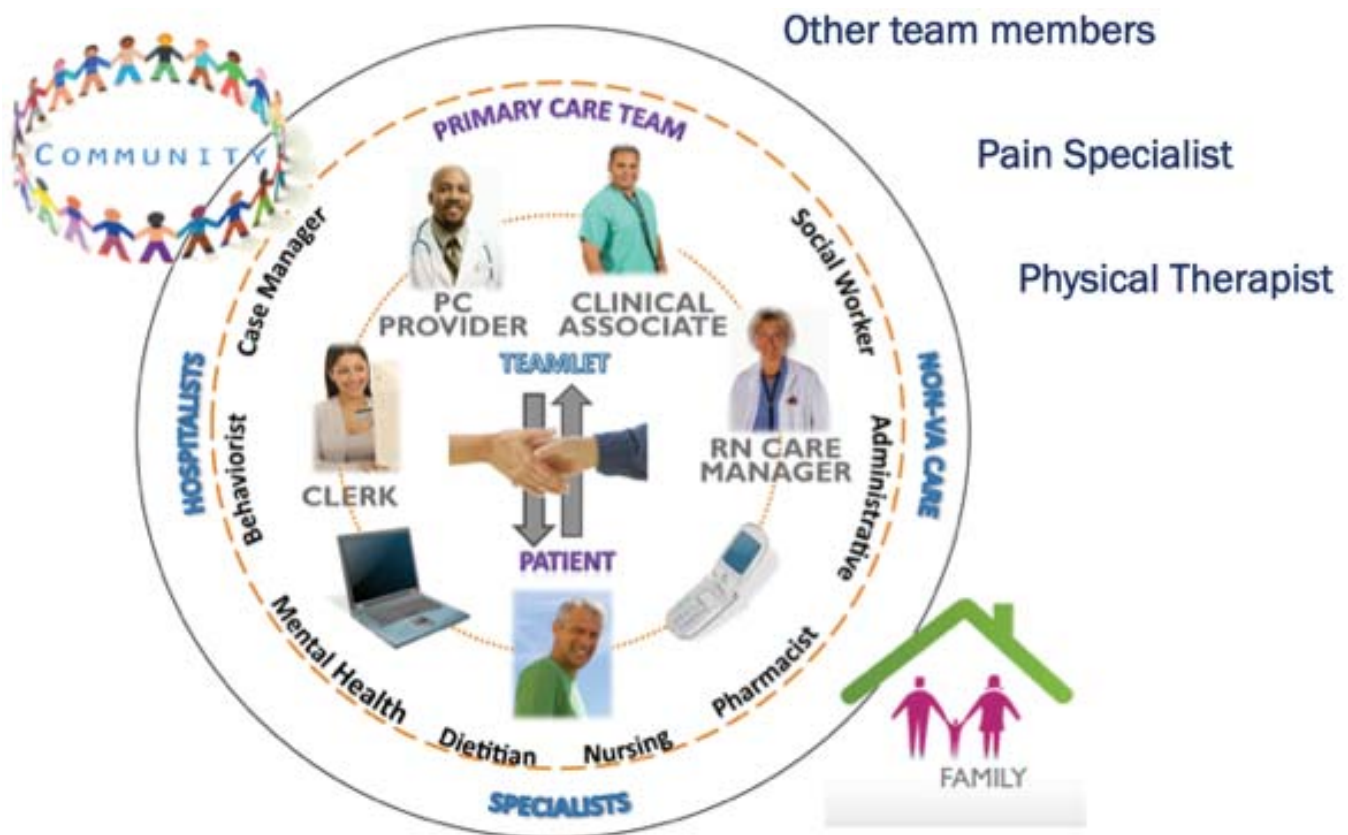 Other team members
COMMUNITY
PRIMARY CARE TEAM
Pain Specialist
Case Manager
Social Worker
Physical Therapist
PC
PROVIDER
CLINICAL
ASSOCIATE
TEAMLET
HOSPITALISTS
NON-VA CARE
Behaviorist
RN CARE
MANAGER
Administrative
CLERK
PATIENT
Mental Health
Pharmacist
Dietitian
Nursing
FAMILY
SPECIALISTS